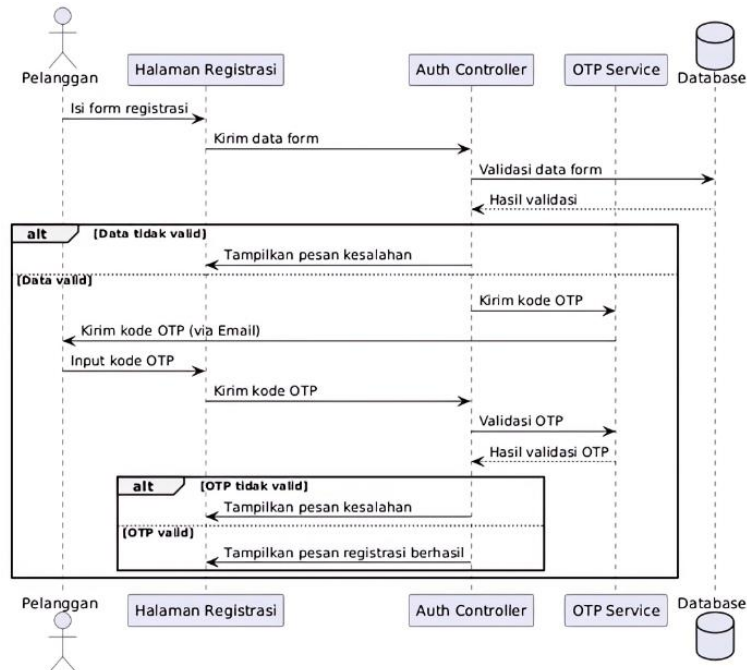 Pelanggan
Halaman Registrasi
Auth Controller
OTP Service
Database
Isi form registrasi
Kirim data form
Validasi data form
Hasil validasi
alt
[Data tidak valid]
Tampilkan pesan kesalahan
[Data valid]
Kirim kode OTP
Kirim kode OTP (via Email)
Input kode OTP
Kirim kode OTP
Validasi OTP
Hasil validasi OTP
alt
[OTP tidak valid]
Tampilkan pesan kesalahan
[OTP valid]
Tampilkan pesan registrasi berhasil
Pelanggan
Halaman Registrasi
Auth Controller
OTP Service
Database